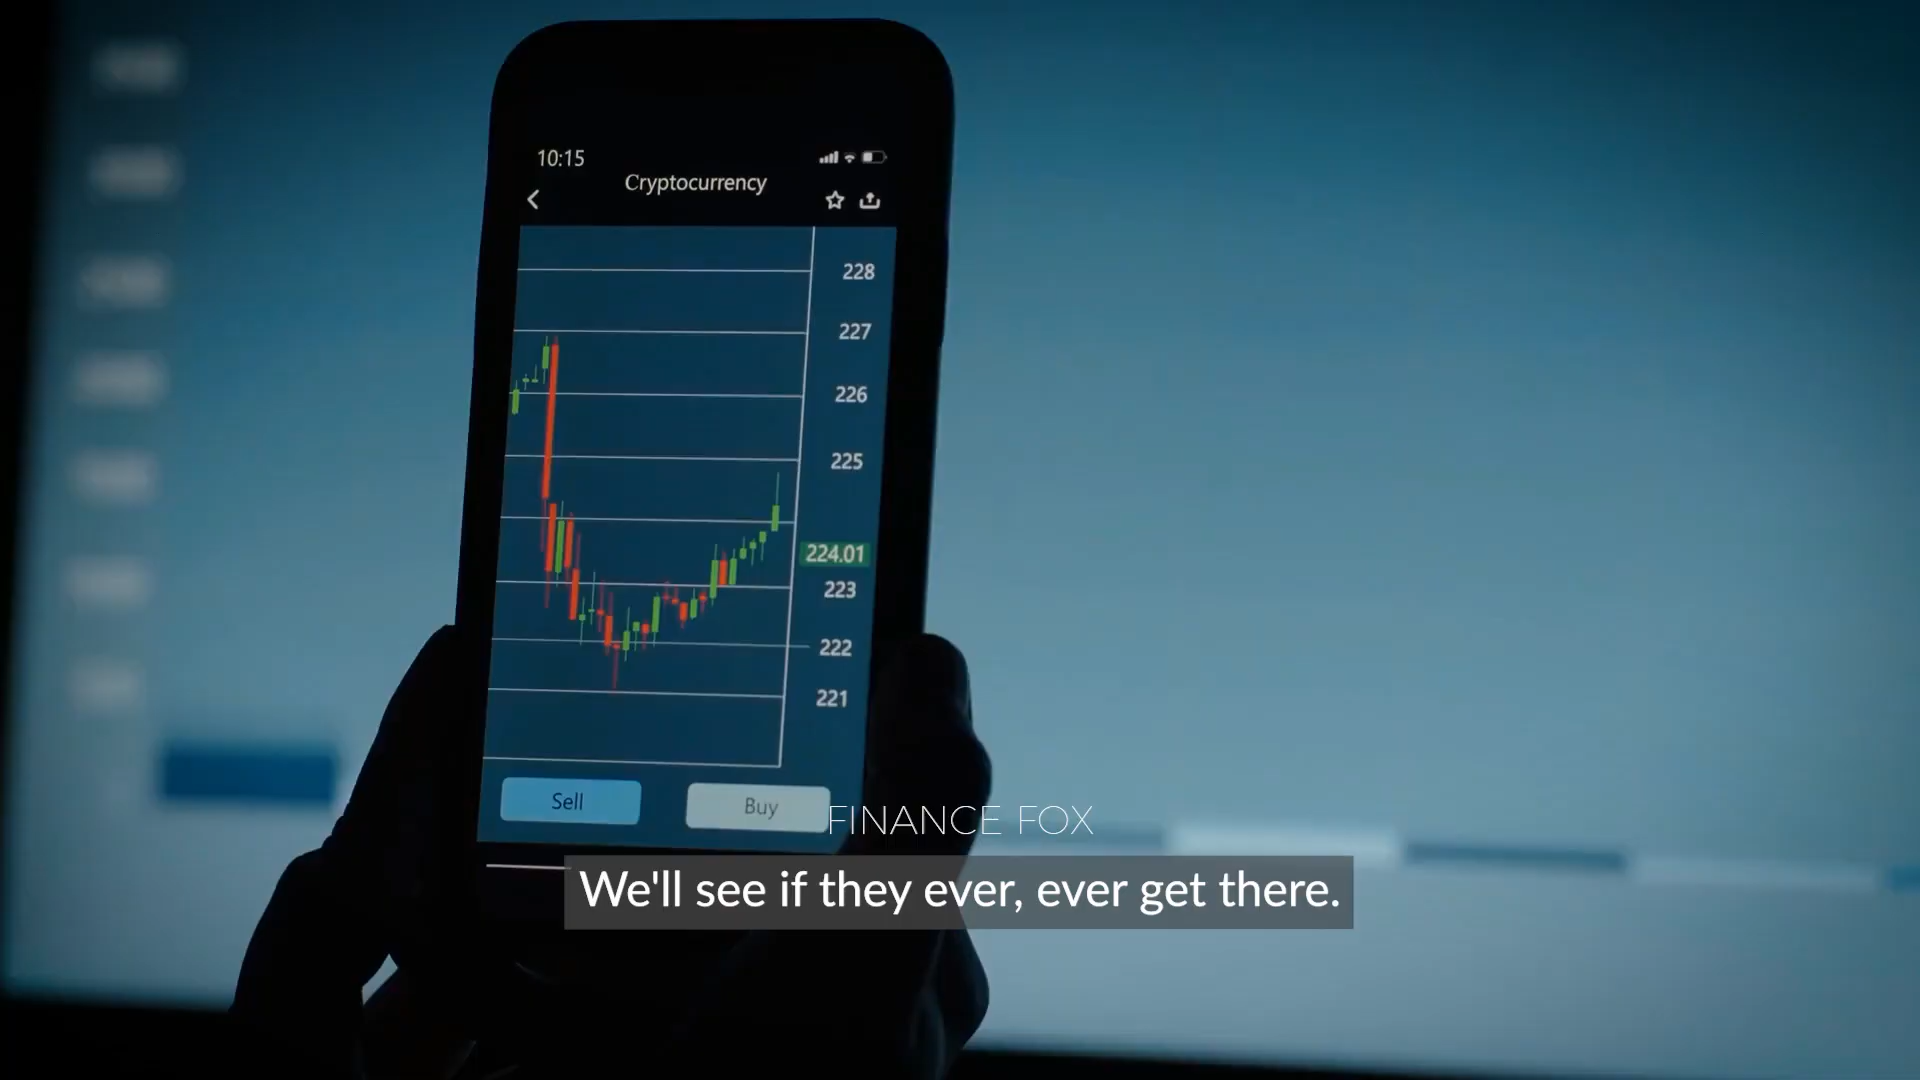 10:15
Cryptocurrency
228
227
226
225
224.01
223
222
221
Sell
Buy
FINANCE FOX
We'll see if they ever, ever get there.